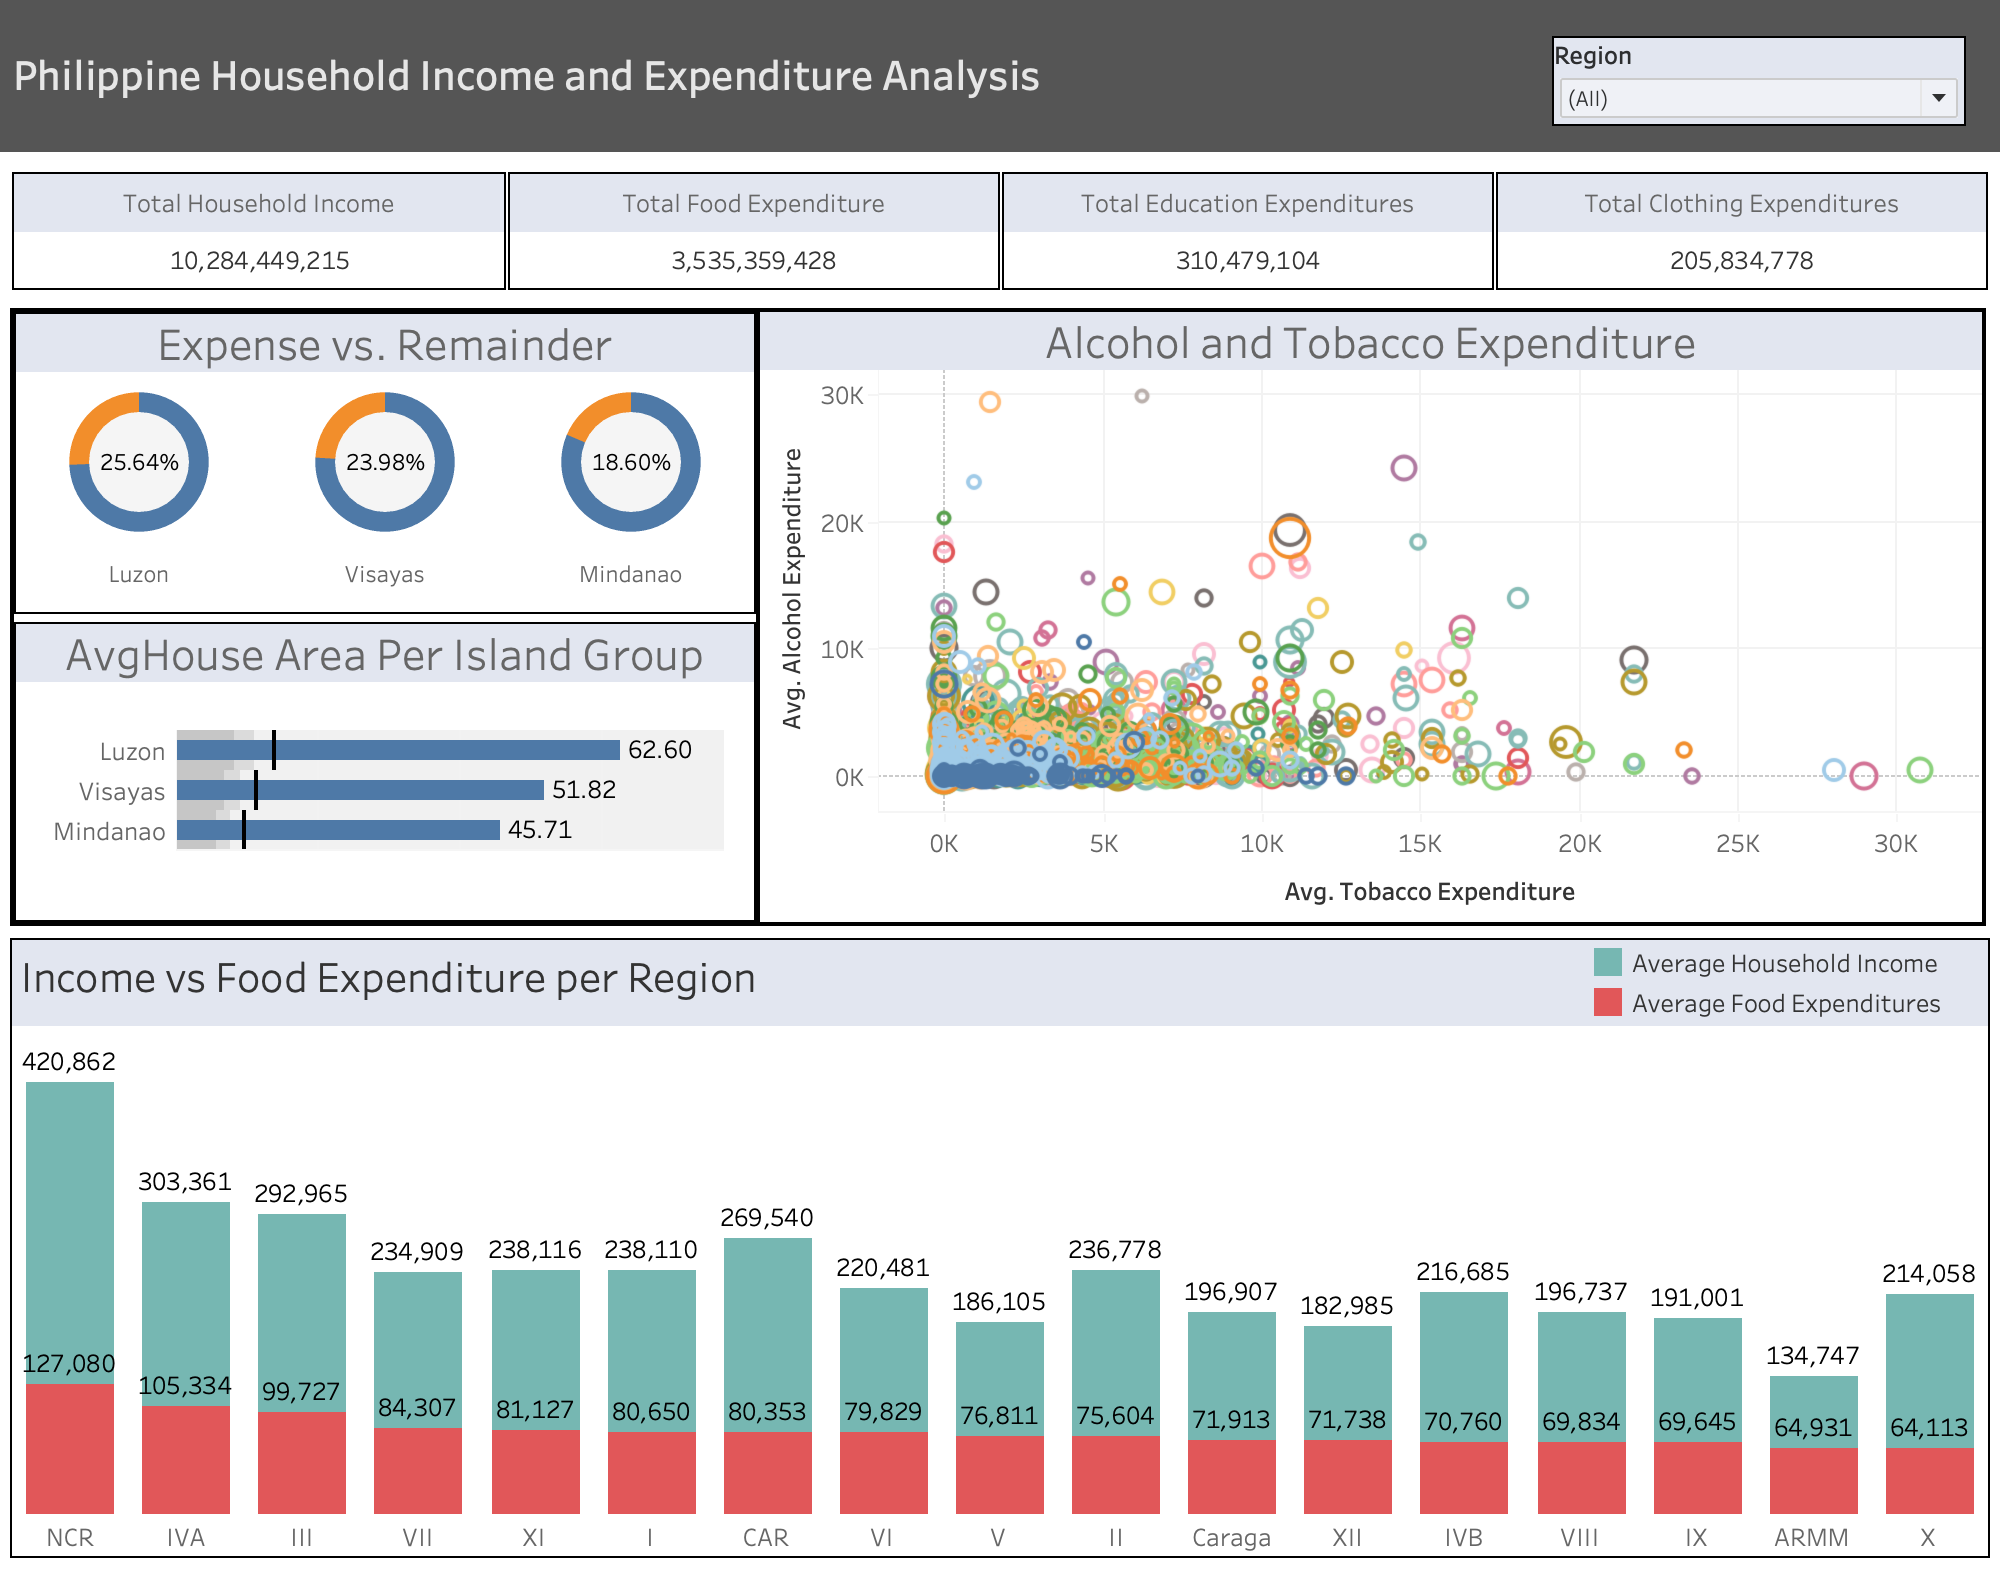 Philippine Household Income and Expenditure Analysis
Region
(All)
Total Household Income
10,284,449,215
Total Food Expenditure
3,535,359,428
Total Education Expenditures
310,479,104
Total Clothing Expenditures
205,834,778
Expense vs. Remainder
25.64%
23.98%
18.60%
Luzon
Visayas
Mindanao
AvgHouse Area Per Island Group
Luzon 62.60
Visayas 51.82
Mindanao 45.71
Alcohol and Tobacco Expenditure
Avg. Alcohol Expenditure
30K
20K
10K
0K
0K 5K 10K 15K 20K 25K 30K
Avg. Tobacco Expenditure
Income vs Food Expenditure per Region
Average Household Income
Average Food Expenditures
420,862 303,361 292,965 234,909 238,116 238,110 269,540 220,481 186,105 236,778 196,907 182,985 216,685 196,737 191,001 134,747 214,058
127,080 105,334 99,727 84,307 81,127 80,650 80,353 79,829 76,811 75,604 71,913 71,738 70,760 69,834 69,645 64,931 64,113
NCR IVA III VII XI I CAR VI V II Caraga XII IVB VIII IX ARMM X